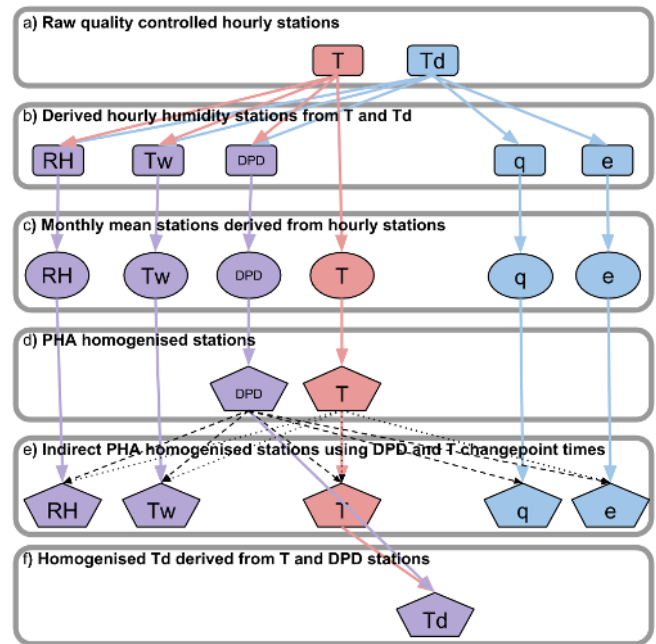 a) Raw quality controlled hourly stations
T Td
b) Derived hourly humidity stations from T and Td
RH Tw DPD q e
c) Monthly mean stations derived from hourly stations
RH Tw DPD T q e
d) PHA homogenised stations
DPD T
e) Indirect PHA homogenised stations using DPD and T changepoint times
RH Tw T q e
f) Homogenised Td derived from T and DPD stations
Td